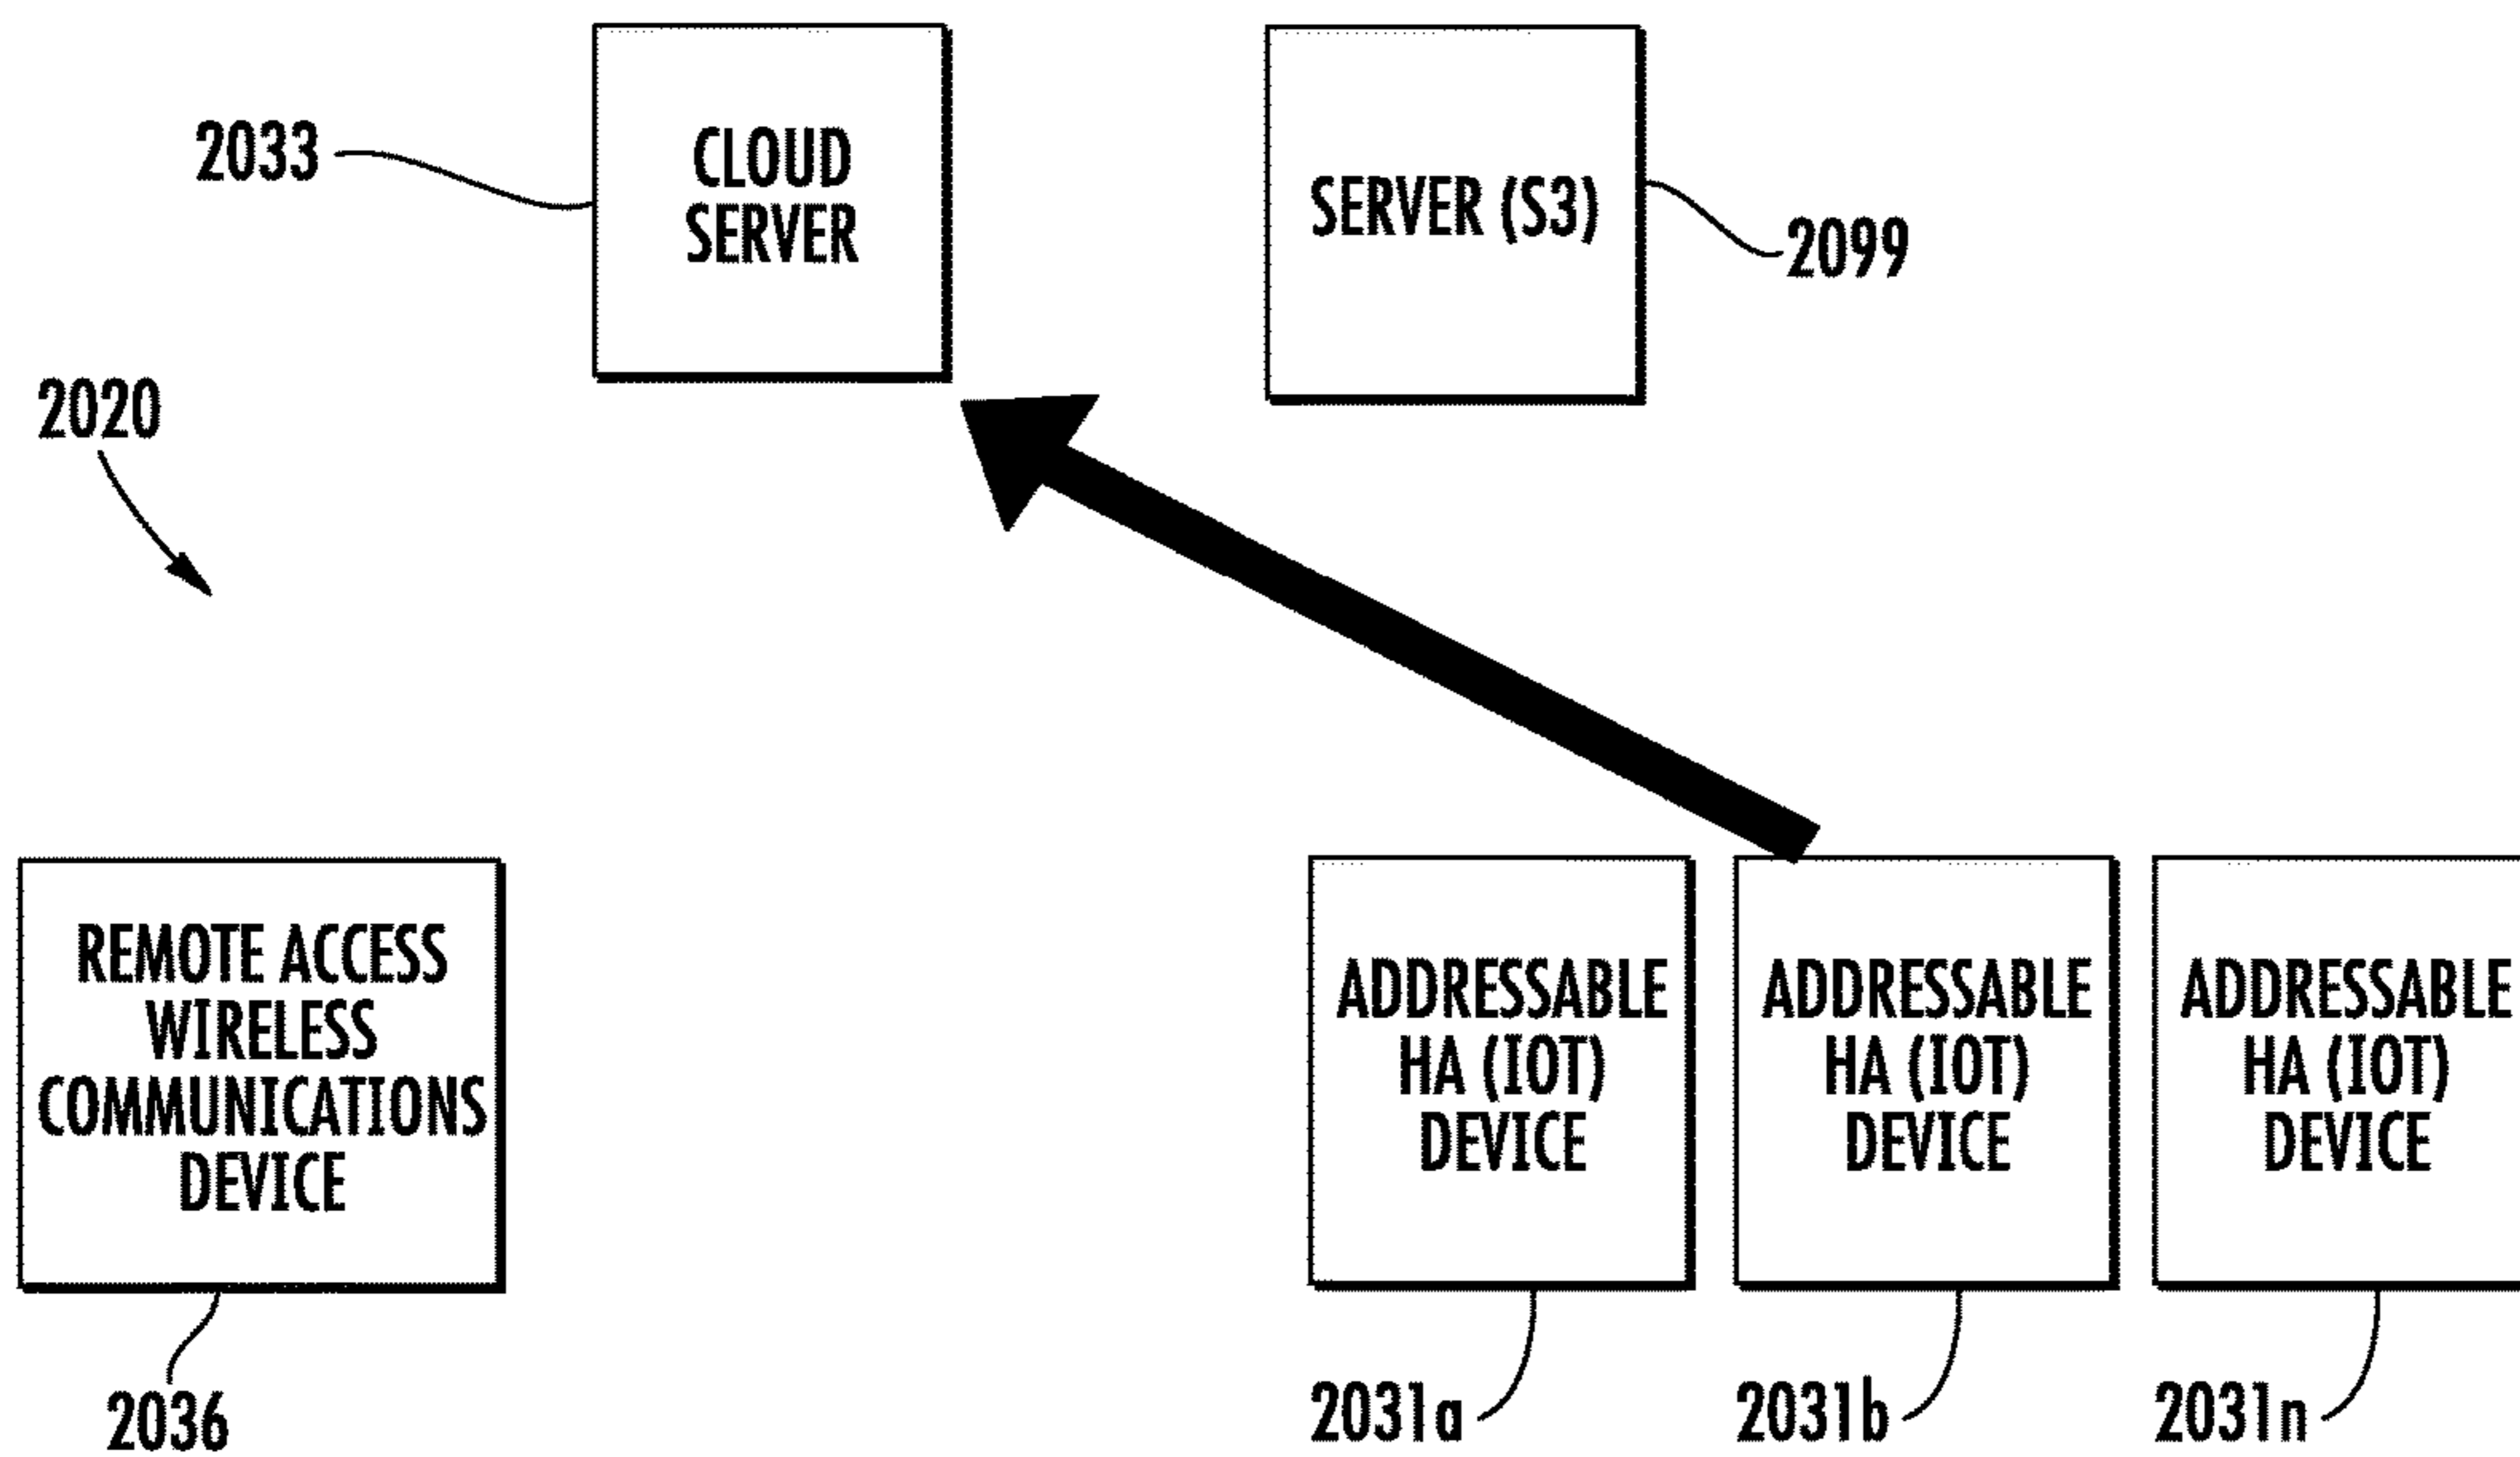 2033
CLOUD
SERVER
SERVER (S3)
2099
2020
REMOTE ACCESS
WIRELESS
COMMUNICATIONS
DEVICE
2036
ADDRESSABLE
HA (IOT)
DEVICE
2031a
ADDRESSABLE
HA (IOT)
DEVICE
2031b
ADDRESSABLE
HA (IOT)
DEVICE
2031n